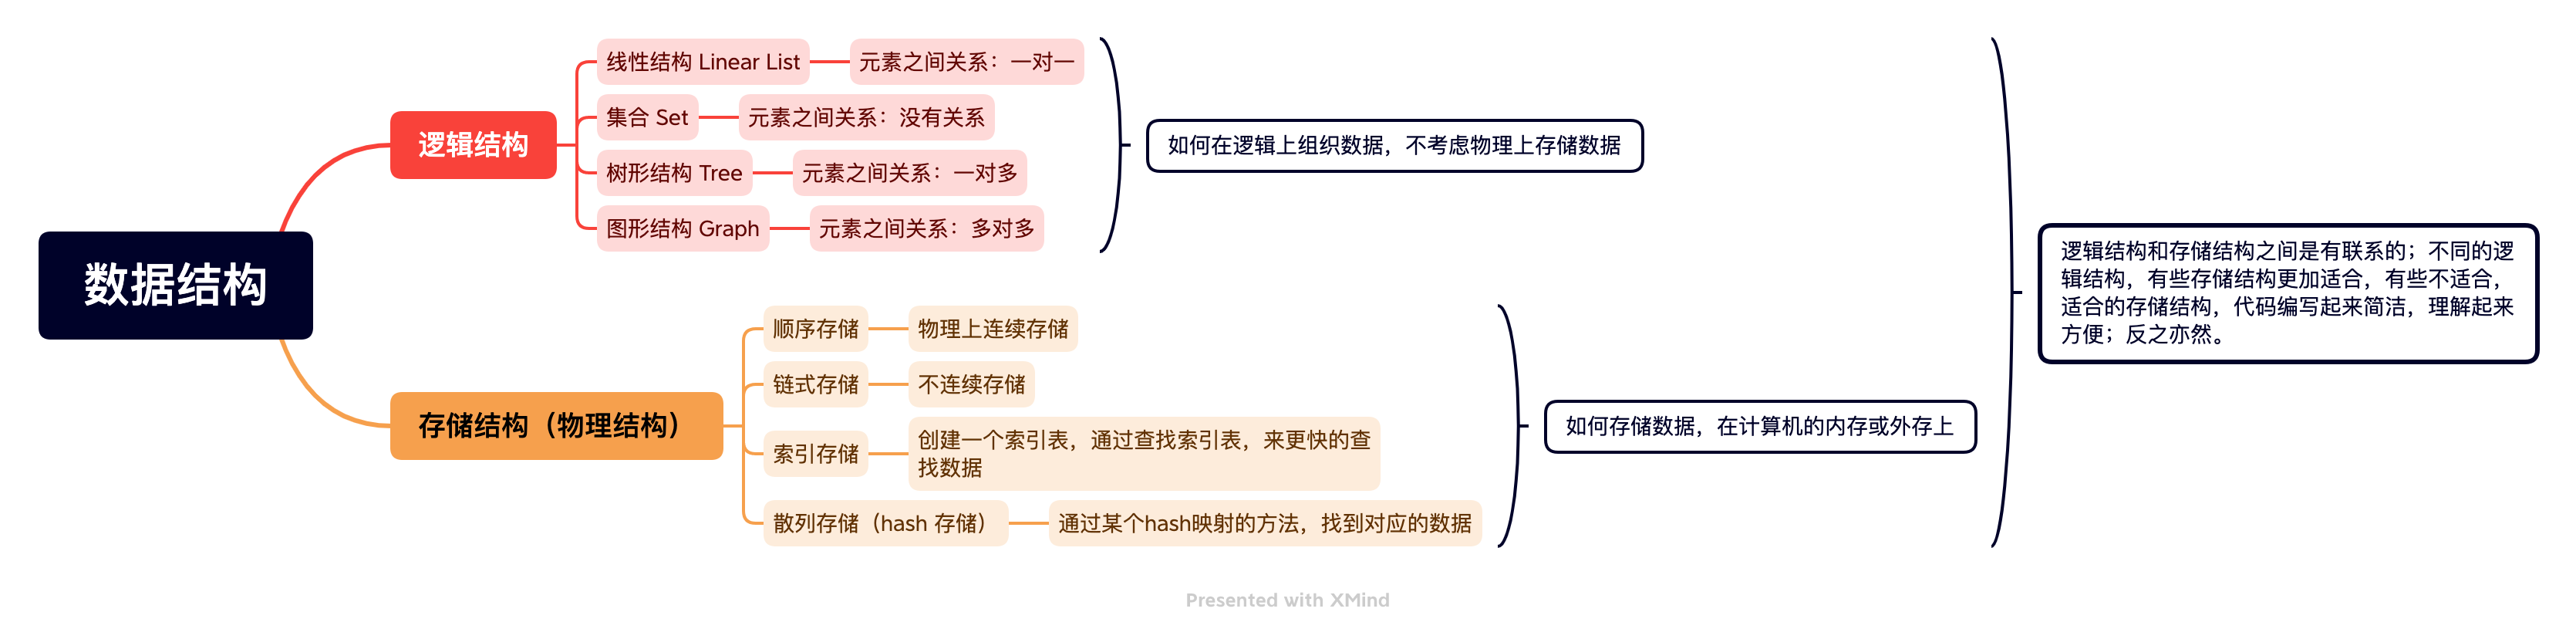 数据结构
逻辑结构
线性结构 Linear List
元素之间关系：一对一
集合 Set
元素之间关系：没有关系
树形结构 Tree
元素之间关系：一对多
图形结构 Graph
元素之间关系：多对多
如何在逻辑上组织数据，不考虑物理上存储数据
存储结构（物理结构）
顺序存储
物理上连续存储
链式存储
不连续存储
索引存储
创建一个索引表，通过查找索引表，来更快的查
找数据
散列存储（hash 存储）
通过某个hash映射的方法，找到对应的数据
如何存储数据，在计算机的内存或外存上
逻辑结构和存储结构之间是有联系的；不同的逻
辑结构，有些存储结构更加适合，有些不适合，
适合的存储结构，代码编写起来简洁，理解起来
方便；反之亦然。
Presented with XMind